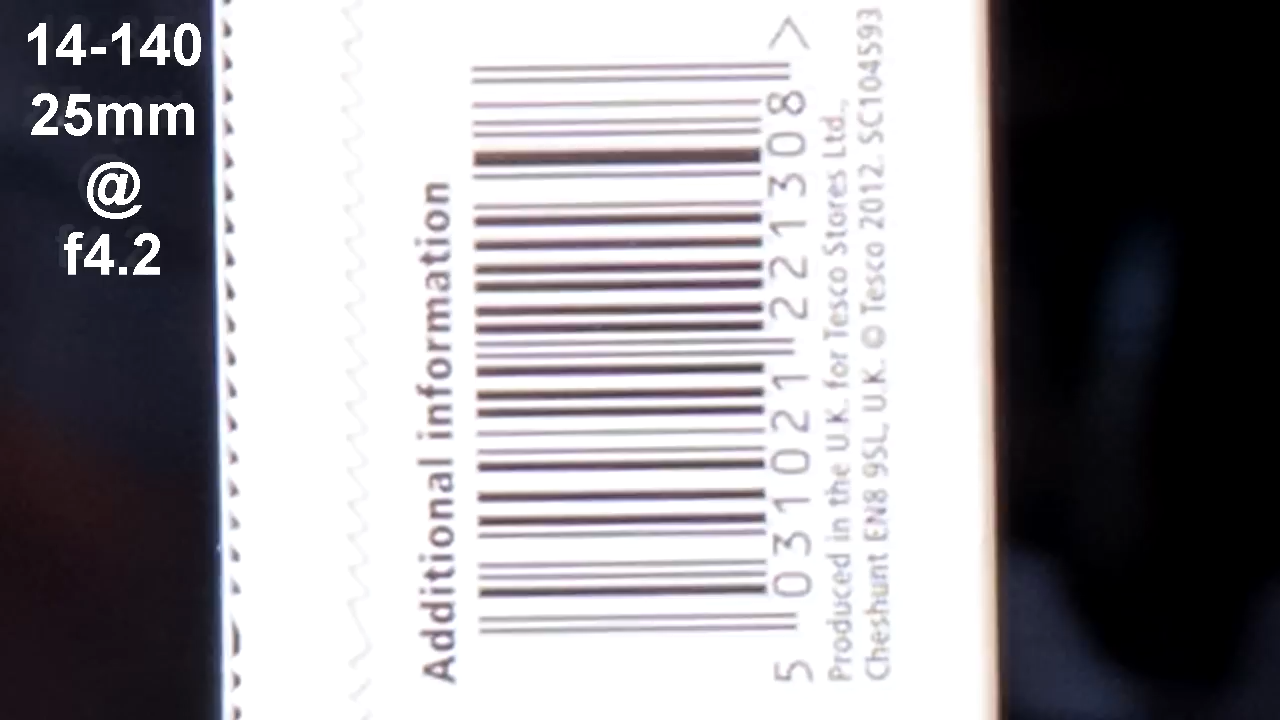 14-140
25mm
@
f4.2
Additional information
5 031021 221308 >
Produced in the U.K. for Tesco Stores Ltd.,
Cheshunt EN8 9SL, U.K. © Tesco 2012. SC104593